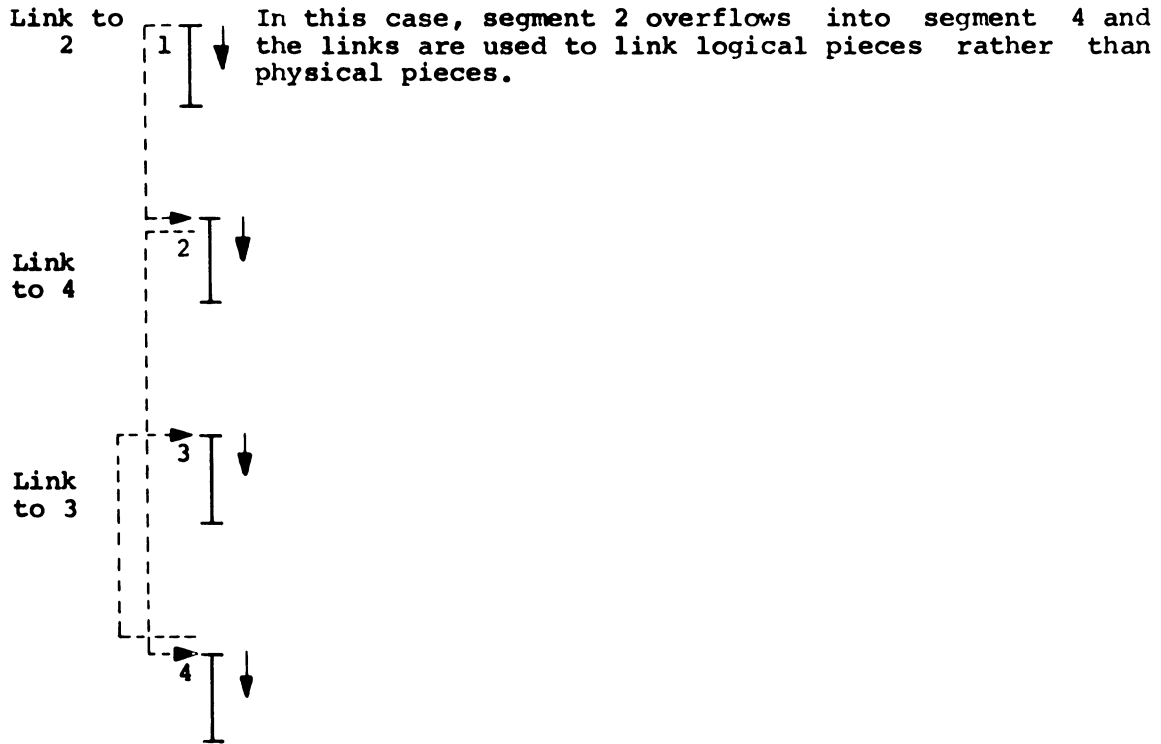 Link to
2
1
In this case, segment 2 overflows into segment 4 and
the links are used to link logical pieces rather than
physical pieces.
2
Link
to 4
3
Link
to 3
4